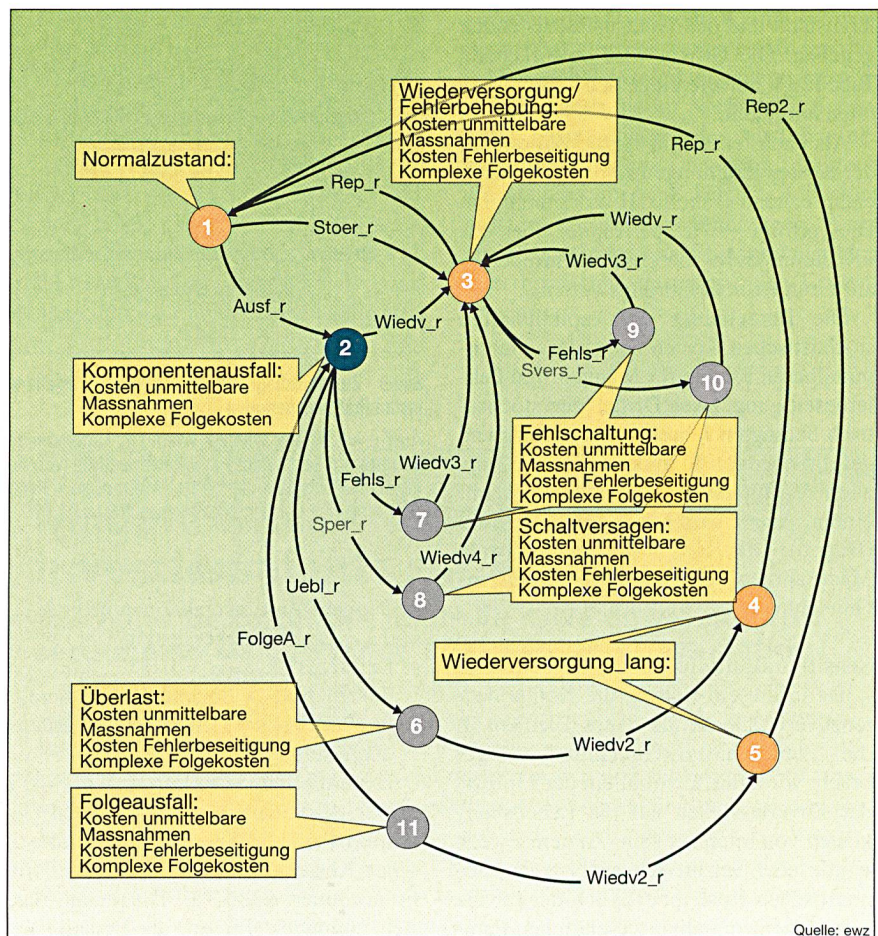 Wiederversorgung/
Fehlerbehebung:
Kosten unmittelbare
Massnahmen
Kosten Fehlerbeseitigung
Komplexe Folgekosten
Rep2_r
Rep_r
Normalzustand:
Rep_r
1
Stoer_r
Wiedv_r
Wiedv3_r
3
Ausf_r
Wiedv_r
9
2
Fehls_r
Svers_r
10
Komponentenausfall:
Kosten unmittelbare
Massnahmen
Komplexe Folgekosten
Fehlschaltung:
Kosten unmittelbare
Massnahmen
Kosten Fehlerbeseitigung
Komplexe Folgekosten
Wiedv3_r
Fehls_r
7
Sper_r
Schaltversagen:
Kosten unmittelbare
Massnahmen
Kosten Fehlerbeseitigung
Komplexe Folgekosten
Wiedv4_r
Uebl_r
8
4
FolgeA_r
Wiederversorgung_lang:
Überlast:
Kosten unmittelbare
Massnahmen
Kosten Fehlerbeseitigung
Komplexe Folgekosten
6
Wiedv2_r
5
Folgeausfall:
Kosten unmittelbare
Massnahmen
Kosten Fehlerbeseitigung
Komplexe Folgekosten
11
Wiedv2_r
Quelle: ewz